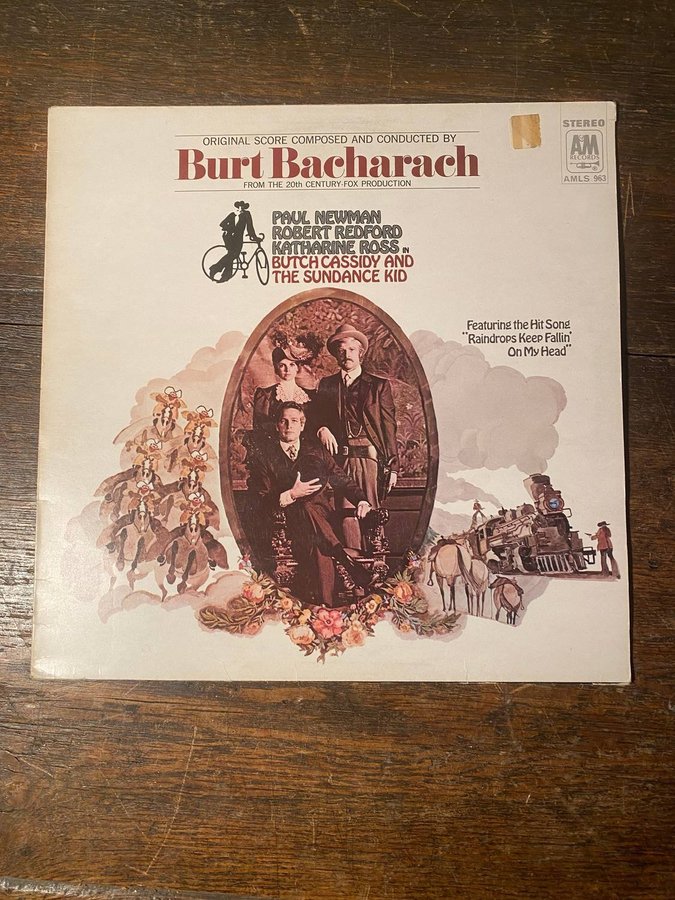 ORIGINAL SCORE COMPOSED AND CONDUCTED BY
Burt Bacharach
FROM THE 20th CENTURY-FOX PRODUCTION
STEREO
A&M
RECORDS
AMLS 963
PAUL NEWMAN
ROBERT REDFORD
KATHARINE ROSS IN
BUTCH CASSIDY AND
THE SUNDANCE KID
Featuring the Hit Song
"Raindrops Keep Fallin'
On My Head"